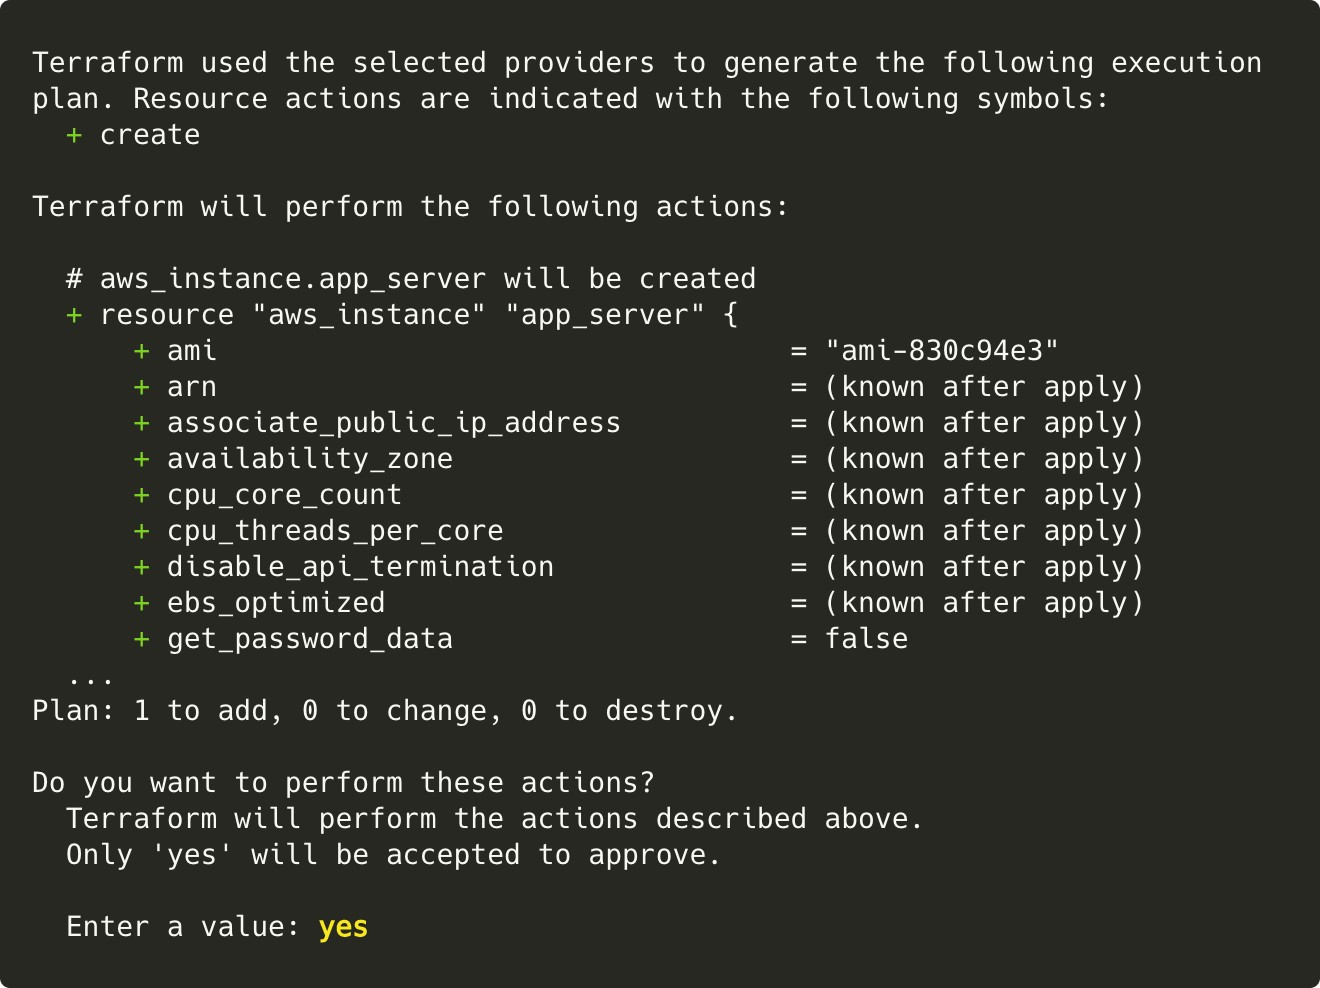 Terraform used the selected providers to generate the following execution
plan. Resource actions are indicated with the following symbols:
  + create

Terraform will perform the following actions:

  # aws_instance.app_server will be created
  + resource "aws_instance" "app_server" {
      + ami                                  = "ami-830c94e3"
      + arn                                  = (known after apply)
      + associate_public_ip_address          = (known after apply)
      + availability_zone                    = (known after apply)
      + cpu_core_count                       = (known after apply)
      + cpu_threads_per_core                 = (known after apply)
      + disable_api_termination              = (known after apply)
      + ebs_optimized                        = (known after apply)
      + get_password_data                    = false
  ...
Plan: 1 to add, 0 to change, 0 to destroy.

Do you want to perform these actions?
  Terraform will perform the actions described above.
  Only 'yes' will be accepted to approve.

  Enter a value: yes